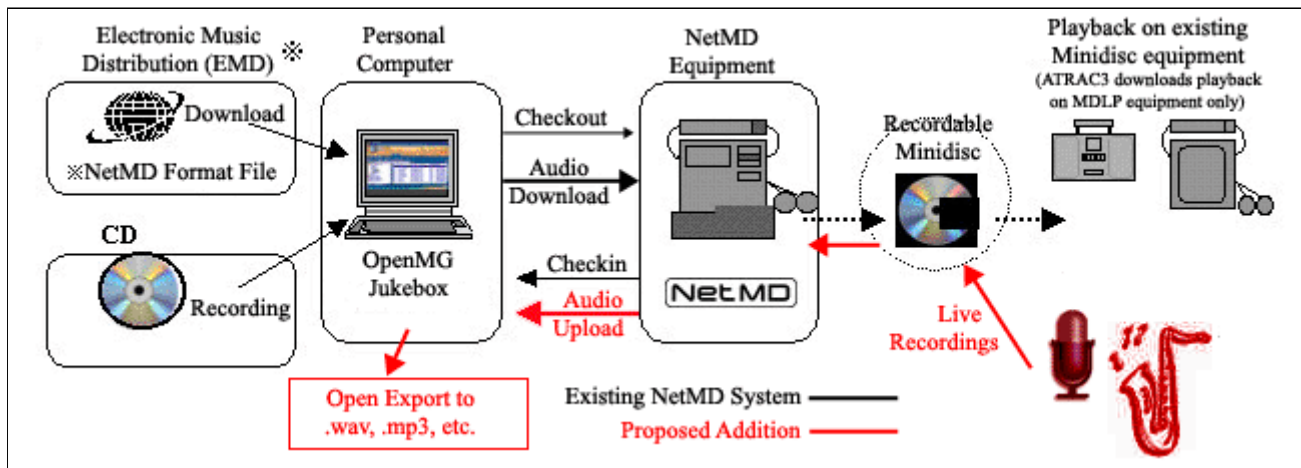 Electronic Music
Distribution (EMD) ※
Download
※NetMD Format File
CD
Recording
Personal
Computer
OpenMG
Jukebox
Checkout
Audio
Download
Checkin
Audio
Upload
NetMD
Equipment
NetMD
Recordable
Minidisc
Playback on existing
Minidisc equipment
(ATRAC3 downloads playback
on MDLP equipment only)
Live
Recordings
Open Export to
.wav, .mp3, etc.
Existing NetMD System
Proposed Addition